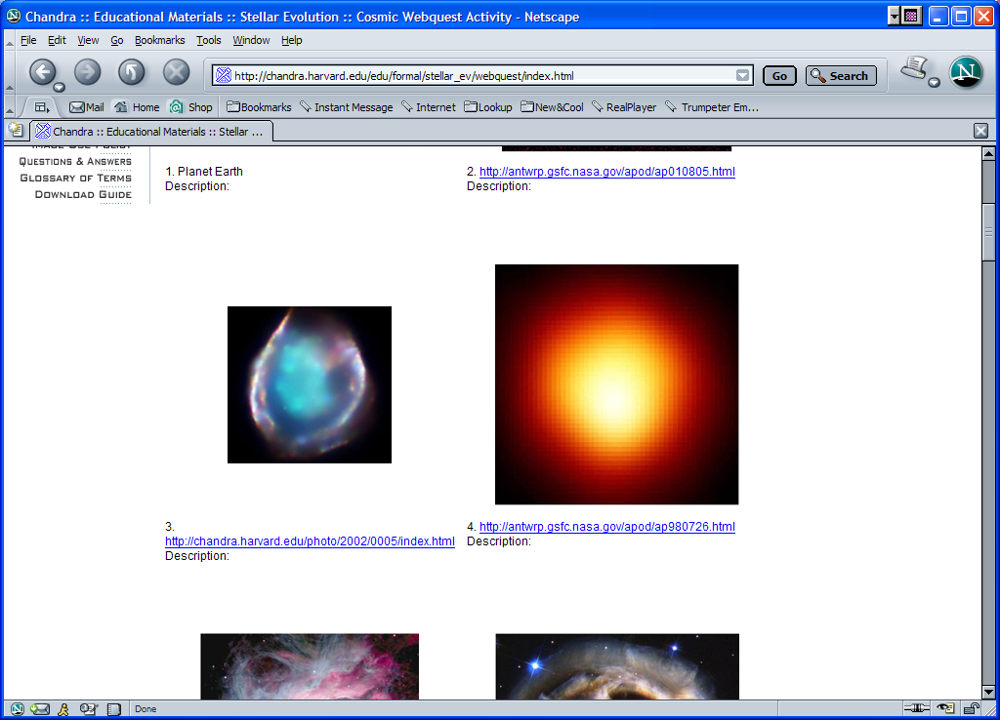 Chandra :: Educational Materials :: Stellar Evolution :: Cosmic Webquest Activity - Netscape
File Edit View Go Bookmarks Tools Window Help
http://chandra.harvard.edu/edu/formal/stellar_ev/webquest/index.html Go Search N
Mail Home Shop Bookmarks Instant Message Internet Lookup New&Cool RealPlayer Trumpeter Em...
Chandra :: Educational Materials :: Stellar ...
IMAGE USE POLICY
QUESTIONS & ANSWERS
GLOSSARY OF TERMS
DOWNLOAD GUIDE
1. Planet Earth
Description:
2. http://antwrp.gsfc.nasa.gov/apod/ap010805.html
Description:
3.
http://chandra.harvard.edu/photo/2002/0005/index.html
Description:
4. http://antwrp.gsfc.nasa.gov/apod/ap980726.html
Description:
Done